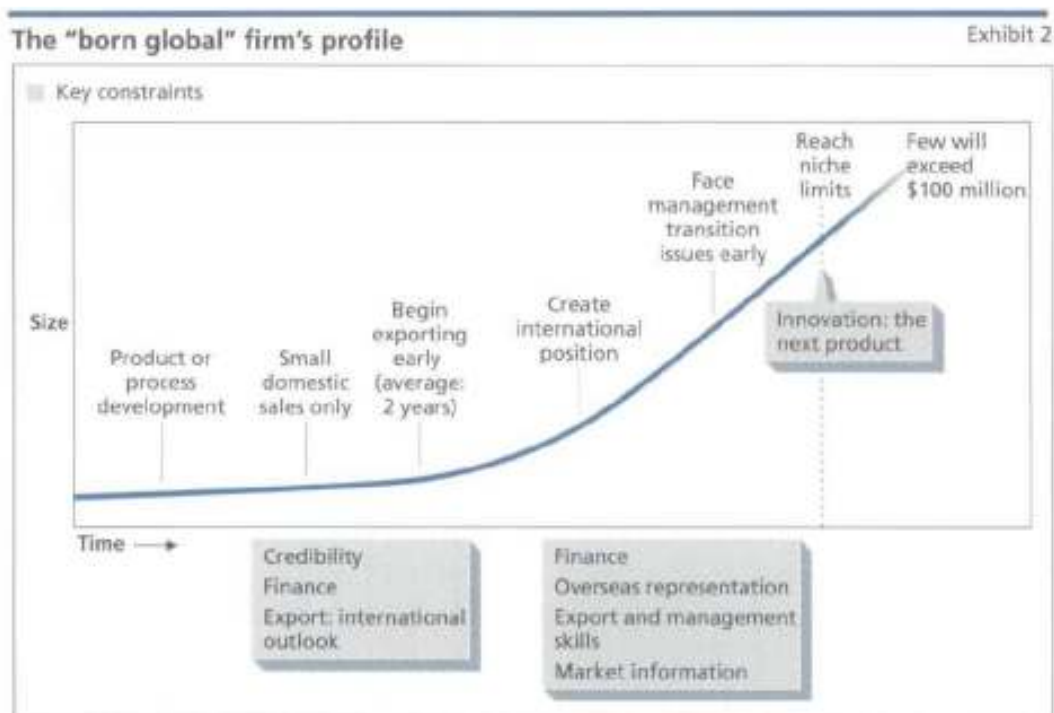 The "born global" firm's profile
Exhibit 2
Key constraints
Reach
niche
limits
Few will
exceed
$100 million
Face
management
transition
issues early
Size
Product or
process
development
Small
domestic
sales only
Begin
exporting
early
(average:
2 years)
Create
international
position
Innovation: the
next product
Time
Credibility
Finance
Export: international
outlook
Finance
Overseas representation
Export and management
skills
Market information